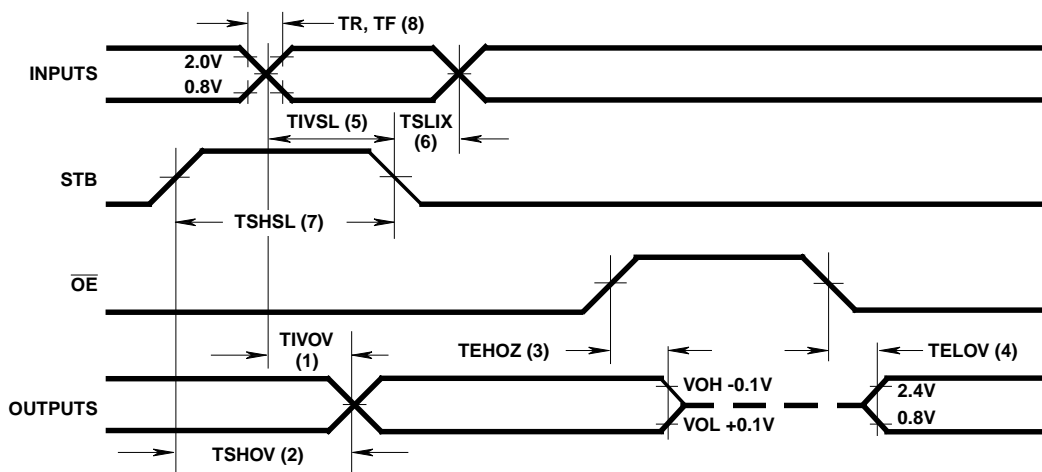 TR, TF (8)
INPUTS
2.0V
0.8V
TIVSL (5)
TSLIX
(6)
STB
TSHSL (7)
OE
TIVOV
(1)
TEHOZ (3)
TELOV (4)
OUTPUTS
VOH -0.1V
VOL +0.1V
2.4V
0.8V
TSHOV (2)